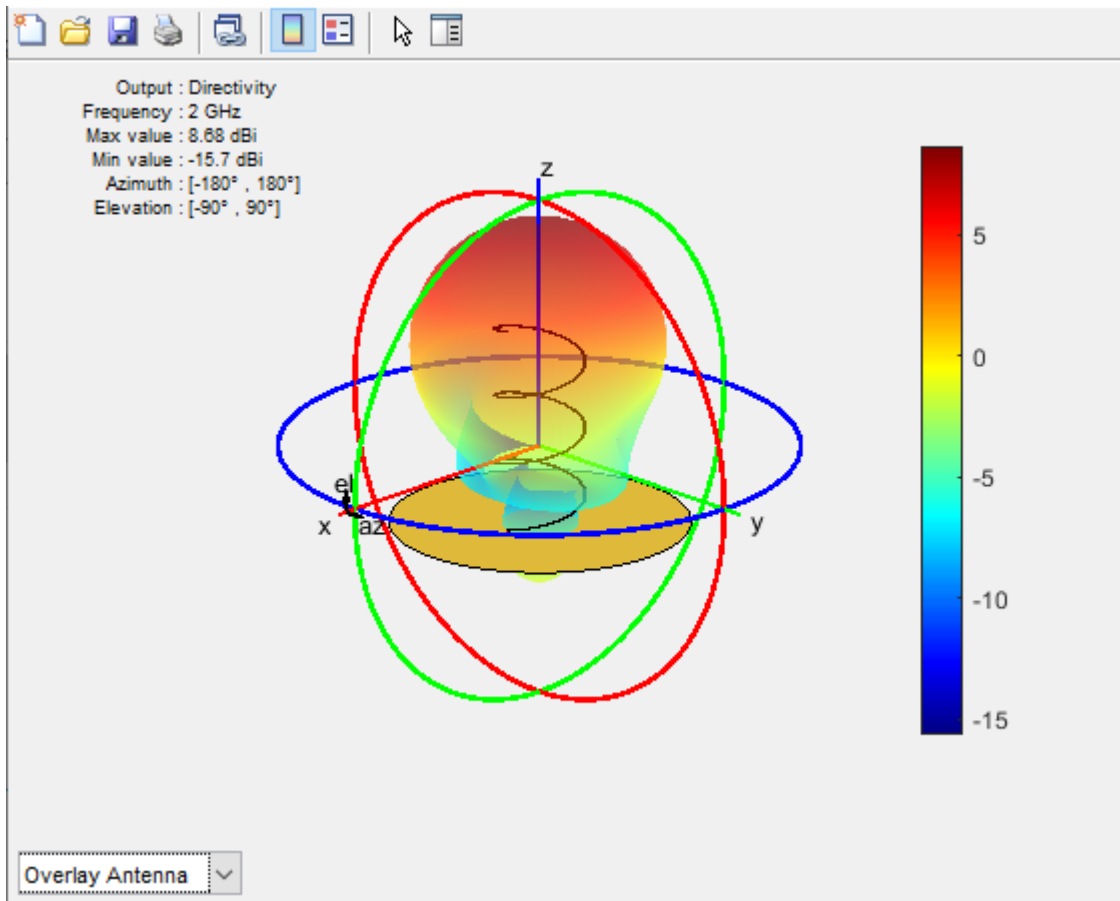 Output : Directivity
Frequency : 2 GHz
Max value : 8.68 dBi
Min value : -15.7 dBi
Azimuth : [-180° , 180°]
Elevation : [-90° , 90°]
z
5
0
-5
-10
-15
el
x
az
y
Overlay Antenna